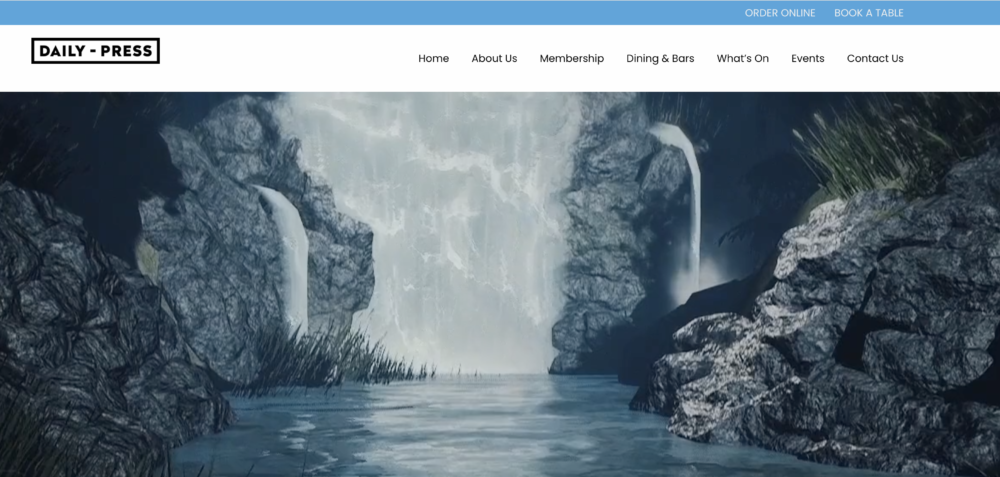 ORDER ONLINE BOOK A TABLE
DAILY - PRESS
Home About Us Membership Dining & Bars What's On Events Contact Us